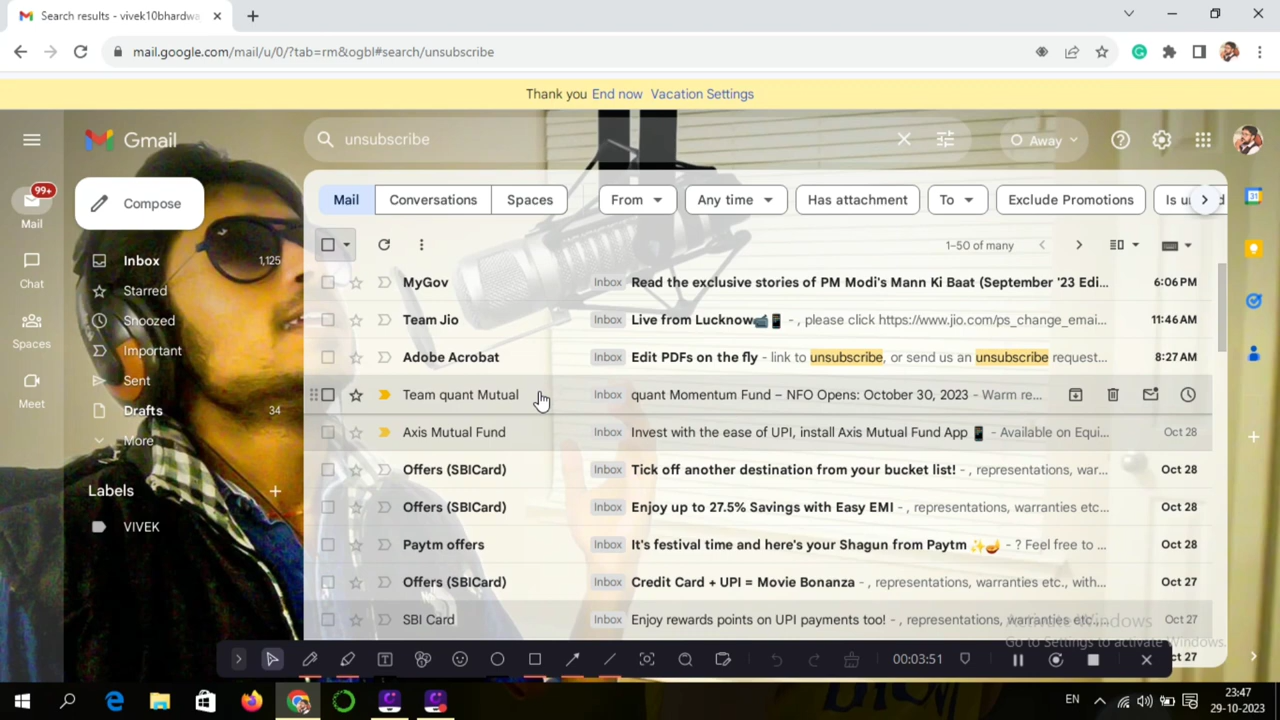 Search results - vivek10bhardwa
mail.google.com/mail/u/0/?tab=rm&ogbl#search/unsubscribe
Thank you End now Vacation Settings
Gmail
unsubscribe
Away
99+
Mail
Chat
Spaces
Meet
Compose
Inbox 1,125
Starred
Snoozed
Important
Sent
Drafts 34
More
Labels
VIVEK
Mail Conversations Spaces From Any time Has attachment To Exclude Promotions
1–50 of many
MyGov Inbox Read the exclusive stories of PM Modi's Mann Ki Baat (September '23 Edi... 6:06 PM
Team Jio Inbox Live from Lucknow📹📱 - , please click https://www.jio.com/ps_change_emai... 11:46 AM
Adobe Acrobat Inbox Edit PDFs on the fly - link to unsubscribe, or send us an unsubscribe request... 8:27 AM
Team quant Mutual Inbox quant Momentum Fund – NFO Opens: October 30, 2023 - Warm re...
Axis Mutual Fund Inbox Invest with the ease of UPI, install Axis Mutual Fund App 📱 - Available on Equi... Oct 28
Offers (SBICard) Inbox Tick off another destination from your bucket list! - , representations, war... Oct 28
Offers (SBICard) Inbox Enjoy up to 27.5% Savings with Easy EMI - , representations, warranties etc... Oct 28
Paytm offers Inbox It's festival time and here's your Shagun from Paytm ✨🪔 - ? Feel free to ... Oct 28
Offers (SBICard) Inbox Credit Card + UPI = Movie Bonanza - , representations, warranties etc., with... Oct 27
SBI Card Inbox Enjoy rewards points on UPI payments too! - , representations, warranties etc... Oct 27
Activate Windows
Go to Settings to activate Windows.
ct 27
00:03:51
EN
23:47
29-10-2023